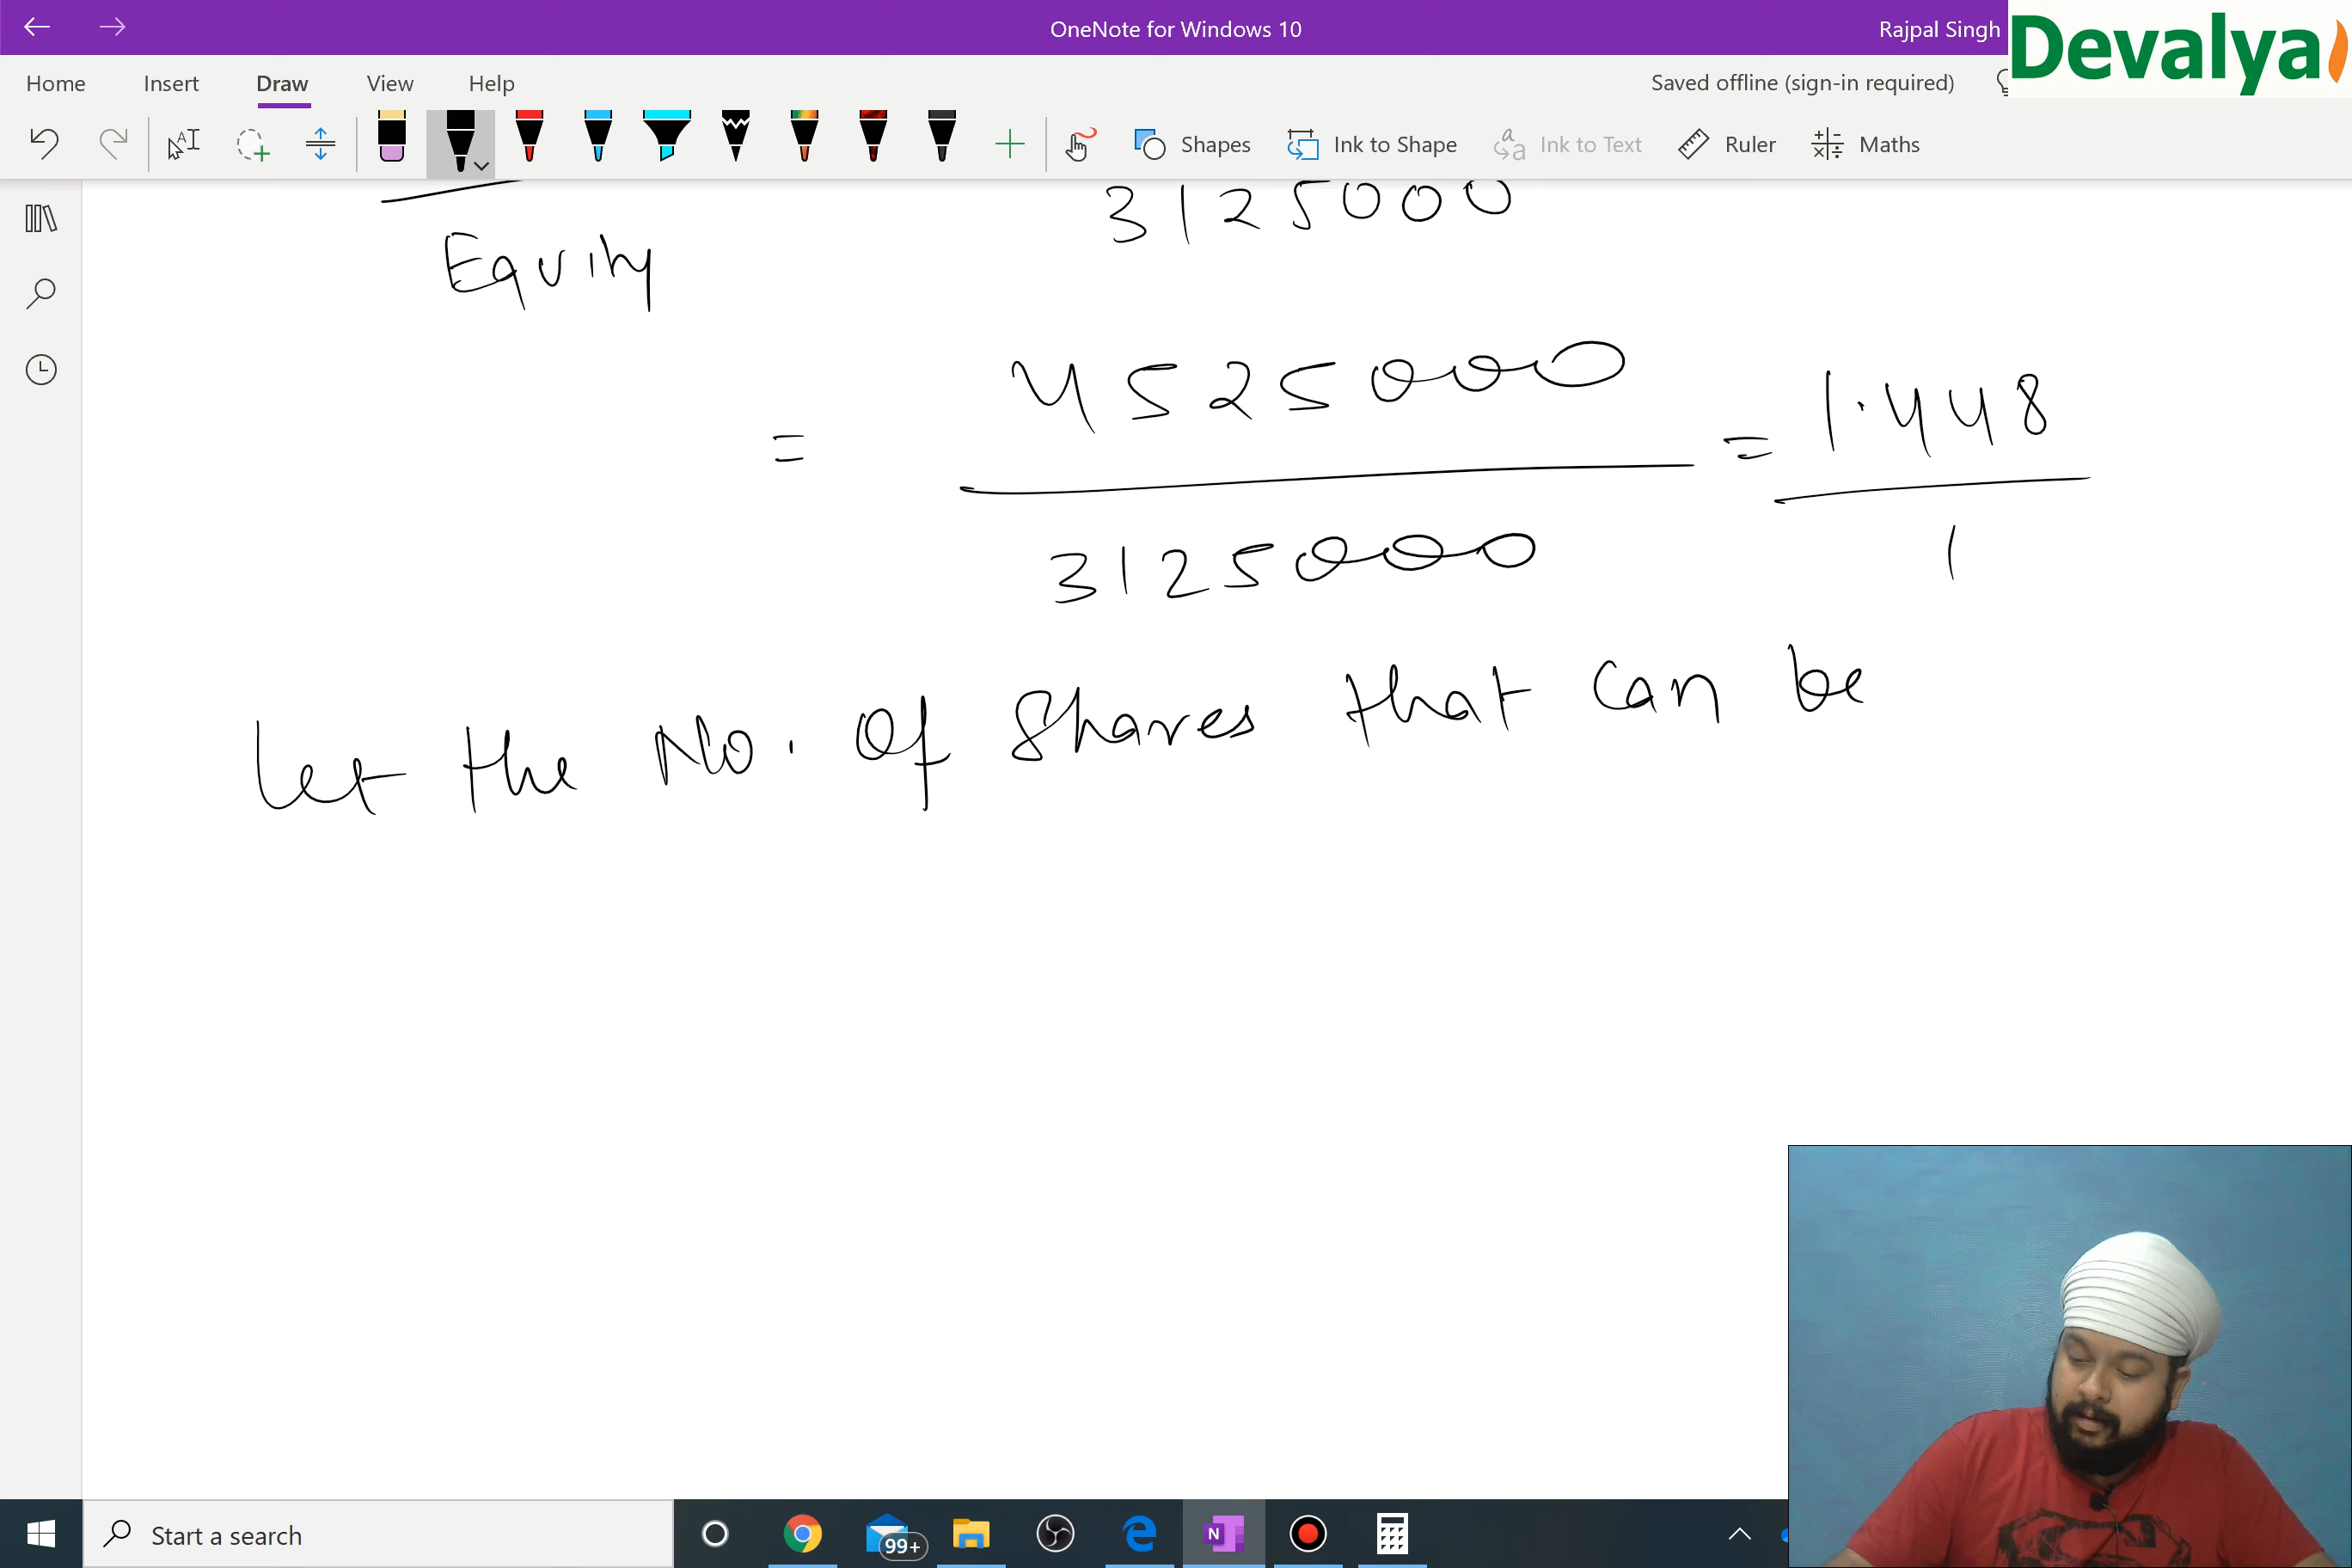 OneNote for Windows 10
Rajpal Singh
Devalya
Home Insert Draw View Help
Saved offline (sign-in required)
Shapes Ink to Shape Ink to Text Ruler Maths
3125000
Equity
= 4525000 = 1.448
3125000 1
Let the No. of Shares that can be
Start a search
99+